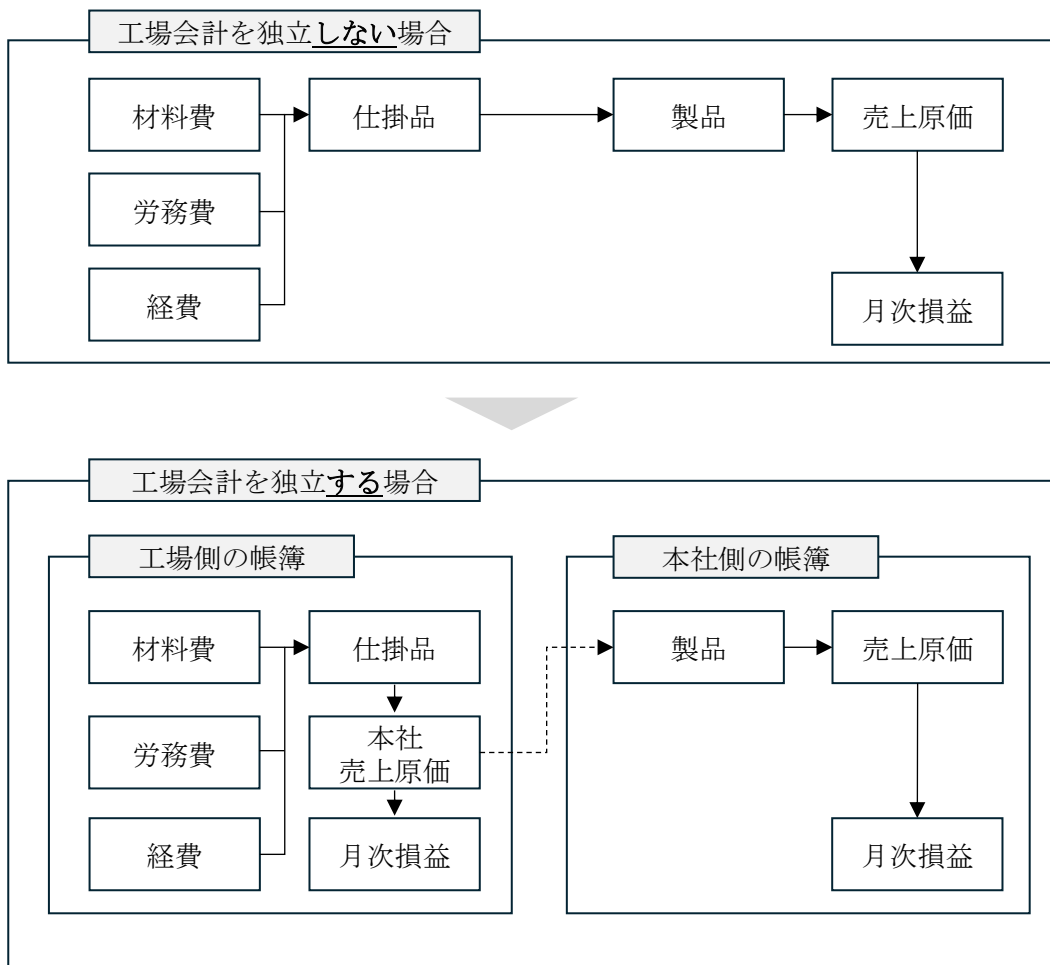 工場会計を独立しない場合
材料費
仕掛品
製品
売上原価
労務費
経費
月次損益
工場会計を独立する場合
工場側の帳簿
本社側の帳簿
材料費
仕掛品
製品
売上原価
労務費
本社
売上原価
経費
月次損益
月次損益